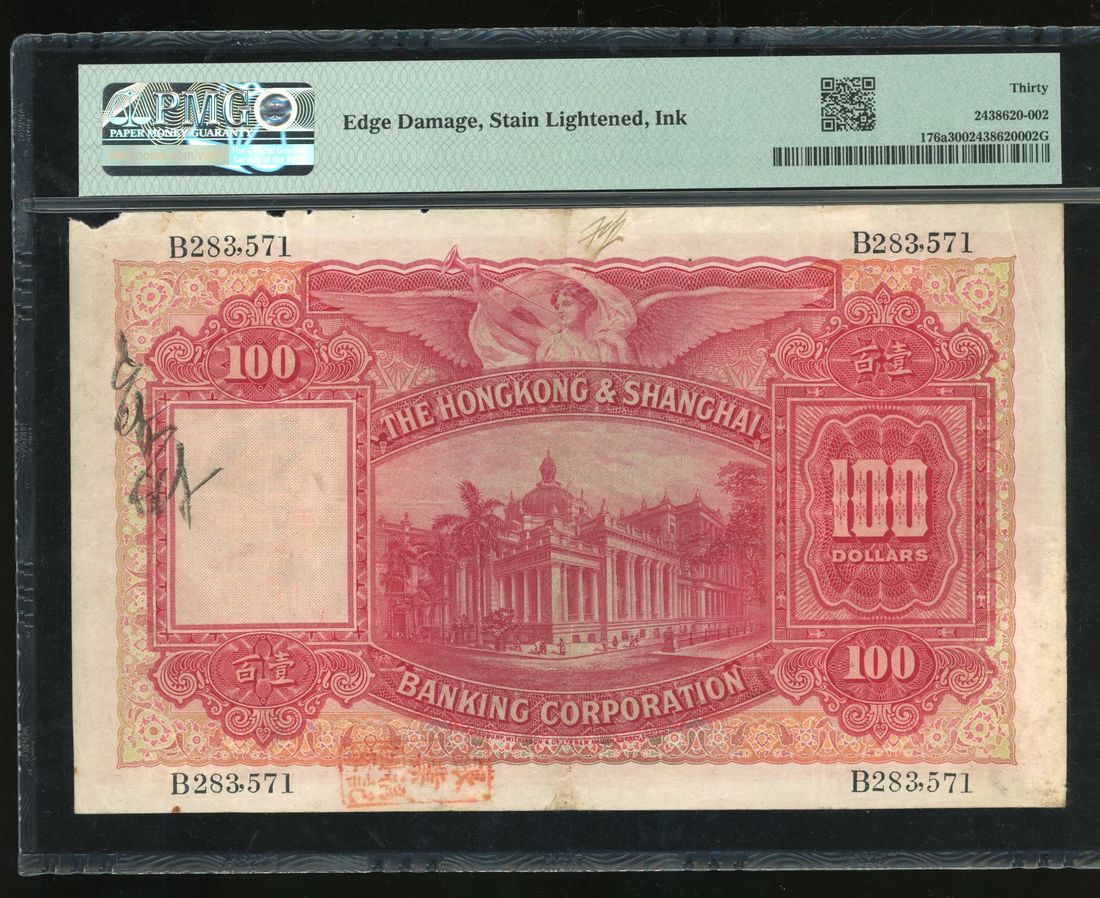 PMG
PAPER MONEY GUARANTY
Edge Damage, Stain Lightened, Ink
Thirty
2438620-002
176a3002438620002G
B283,571
B283,571
100
百壹
THE HONGKONG & SHANGHAI
100
DOLLARS
BANKING CORPORATION
百壹
100
B283,571
B283,571